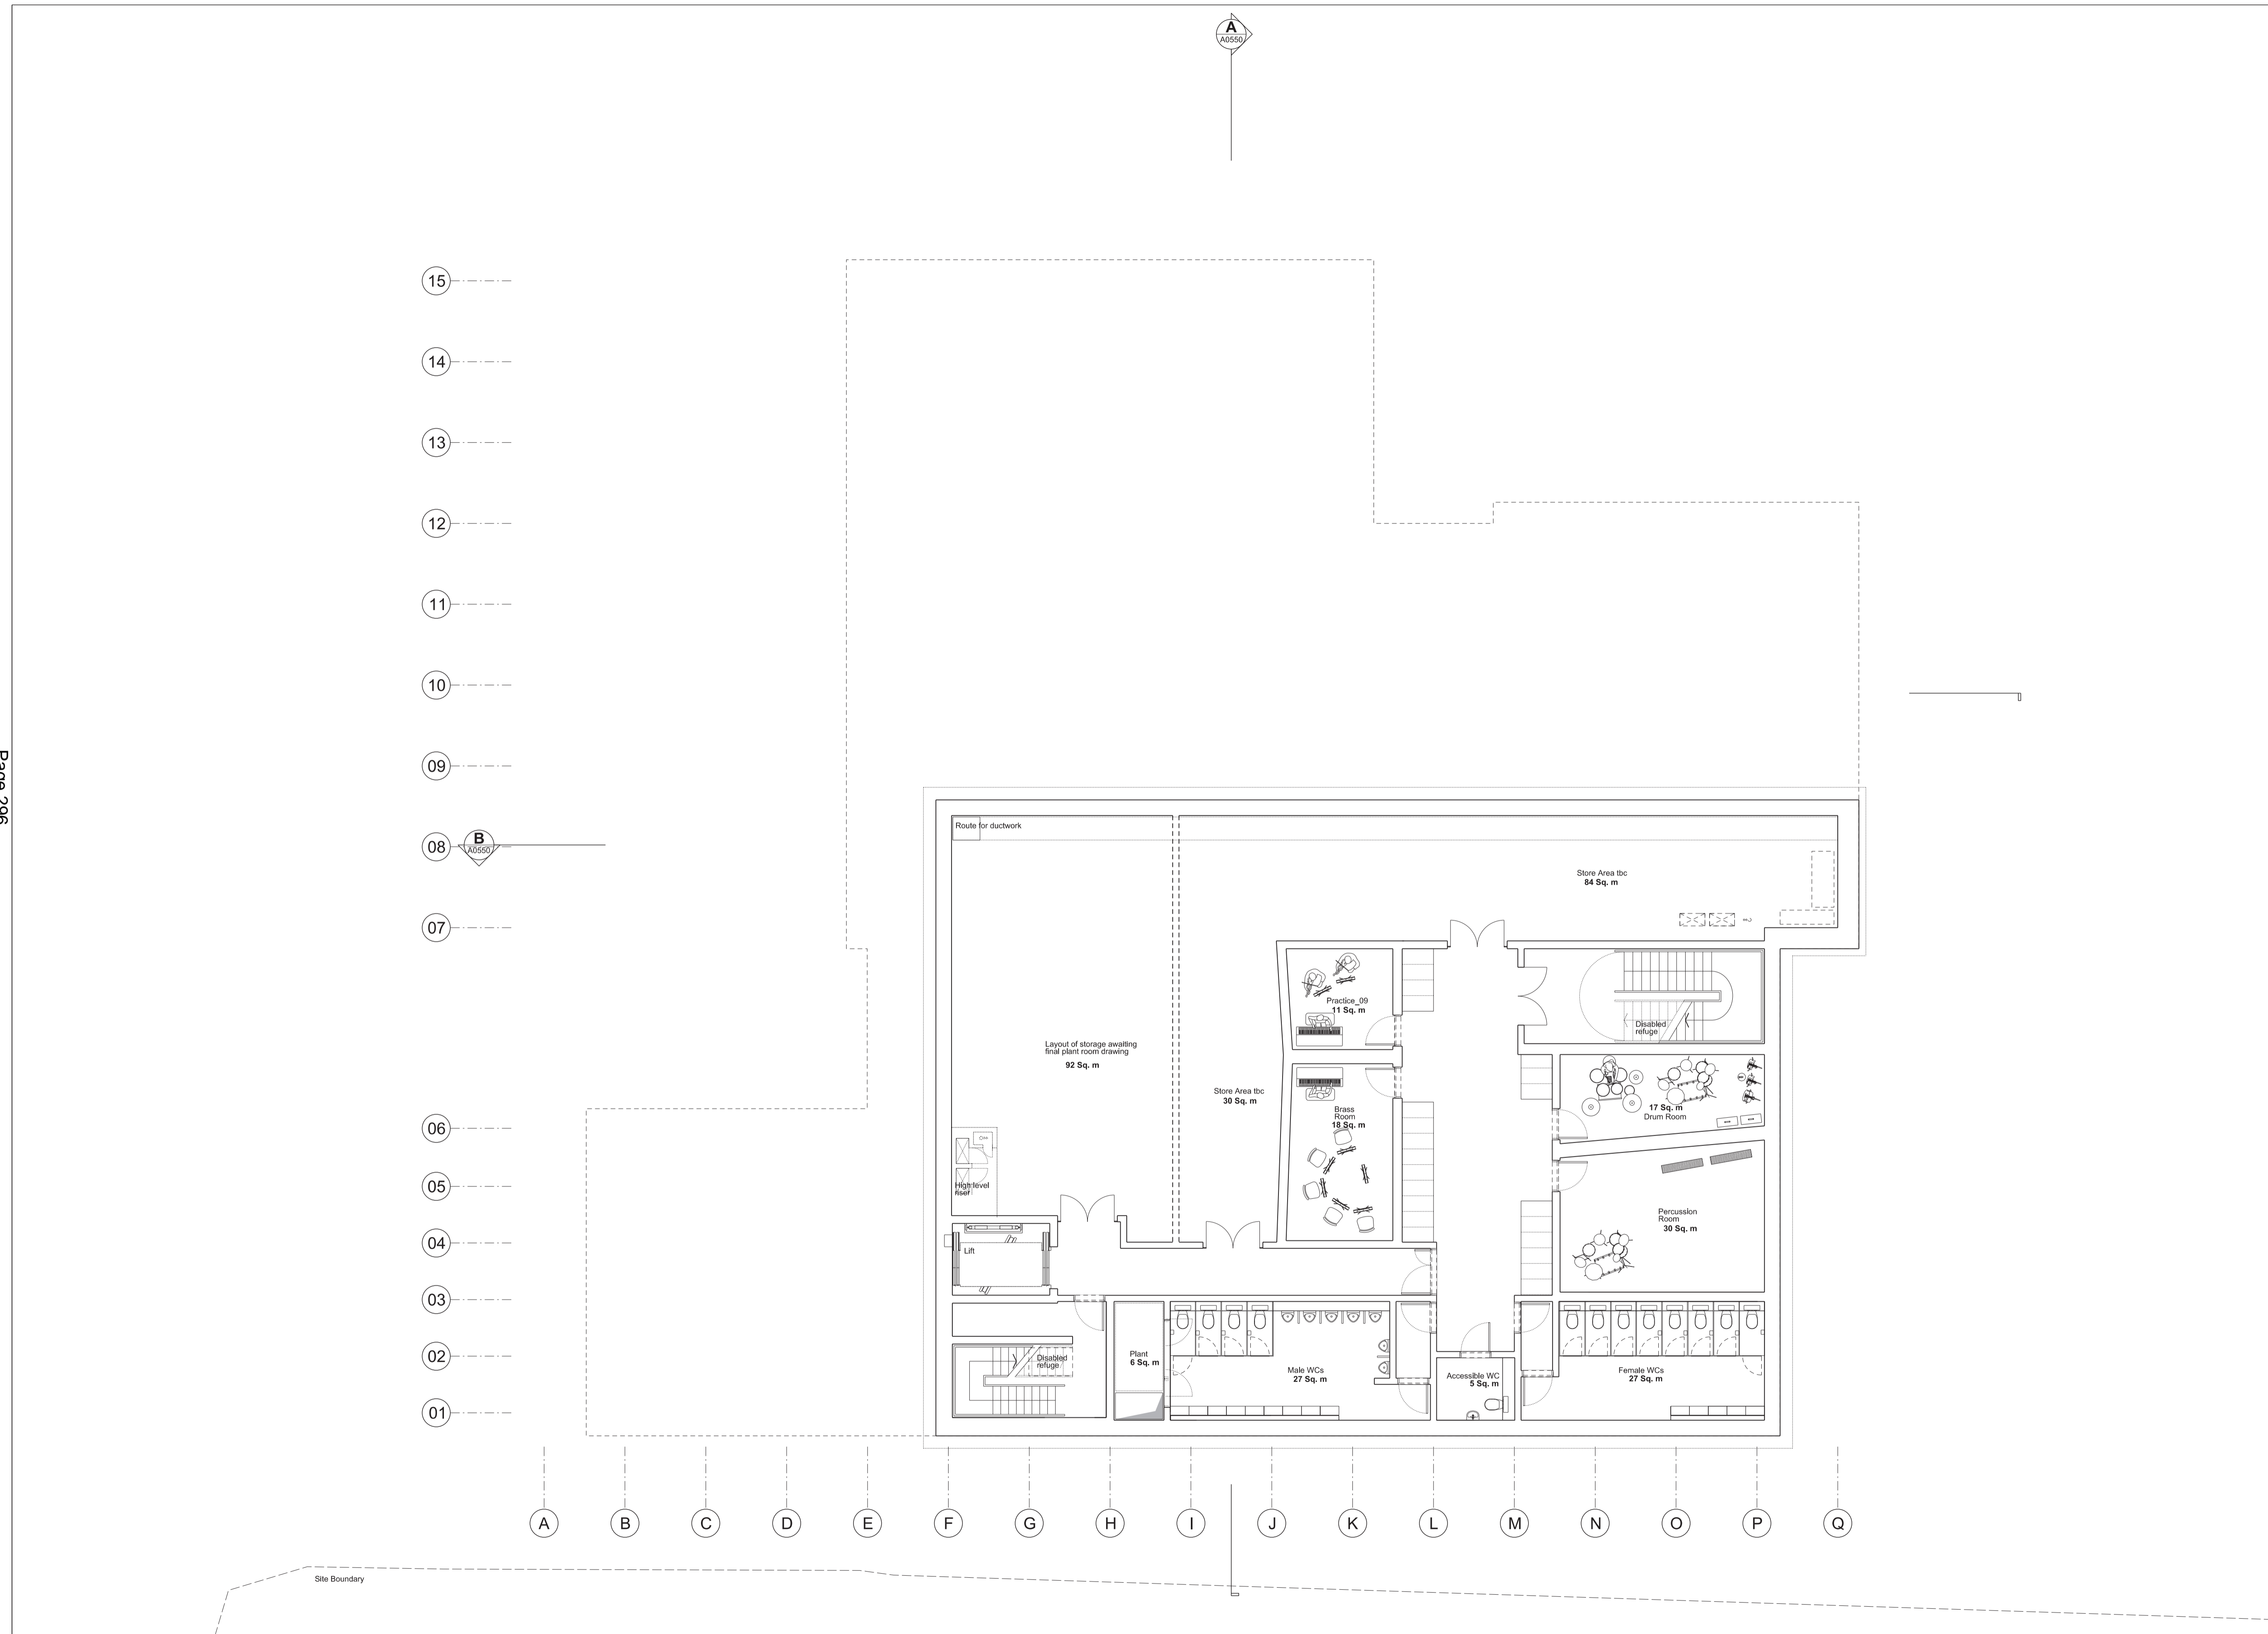 A
A0550
15
14
13
12
11
10
09
08
B
A0550
07
06
05
04
03
02
01
Page 296
Route for ductwork
Store Area tbc
84 Sq. m
Practice_09
11 Sq. m
Disabled
refuge
Layout of storage awaiting
final plant room drawing
92 Sq. m
Store Area tbc
30 Sq. m
Brass
Room
18 Sq. m
17 Sq. m
Drum Room
High level
riser
Percussion
Room
30 Sq. m
Lift
Disabled
refuge
Plant
6 Sq. m
Male WCs
27 Sq. m
Accessible WC
5 Sq. m
Female WCs
27 Sq. m
A
B
C
D
E
F
G
H
I
J
K
L
M
N
O
P
Q
Site Boundary